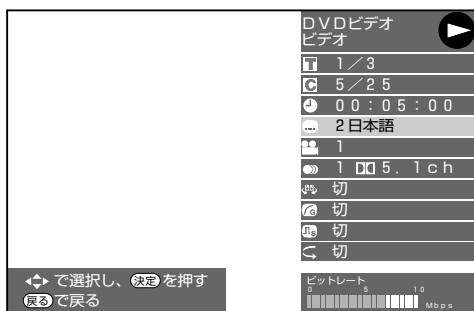 DVDビデオ
ビデオ
T 1／3
C 5／25
00：05：00
2 日本語
1
1 DD 5．1ch
切
切
切
切
で選択し、決定を押す
戻るで戻る
ビットレート
0 5 10
Mbps